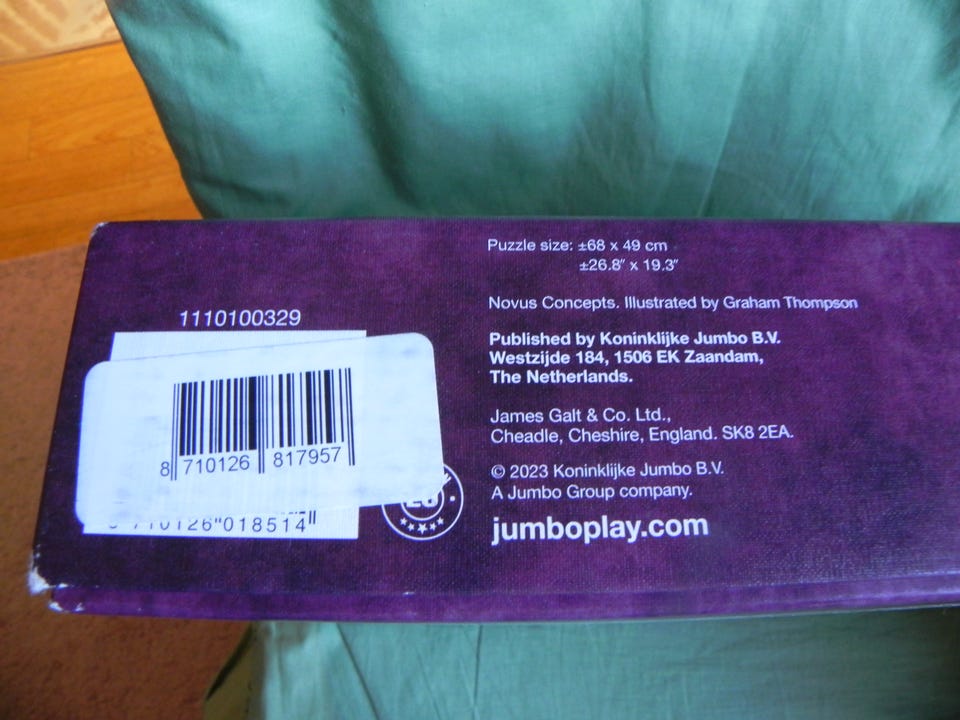 1110100329
8 710126 817957
710126 018514
Puzzle size: ±68 x 49 cm
±26.8" x 19.3"
Novus Concepts. Illustrated by Graham Thompson
Published by Koninklijke Jumbo B.V.
Westzijde 184, 1506 EK Zaandam,
The Netherlands.
James Galt & Co. Ltd.,
Cheadle, Cheshire, England. SK8 2EA.
© 2023 Koninklijke Jumbo B.V.
A Jumbo Group company.
jumboplay.com